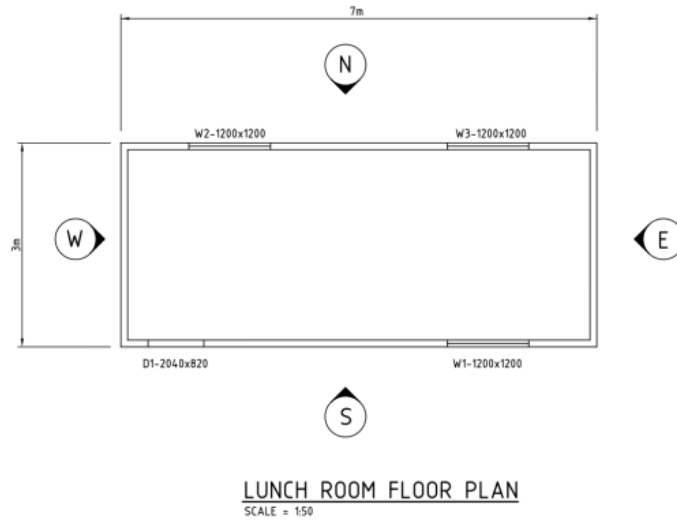 7m
N
W2-1200x1200
W3-1200x1200
3m
W
E
D1-2040x820
W1-1200x1200
S
LUNCH ROOM FLOOR PLAN
SCALE = 1:50